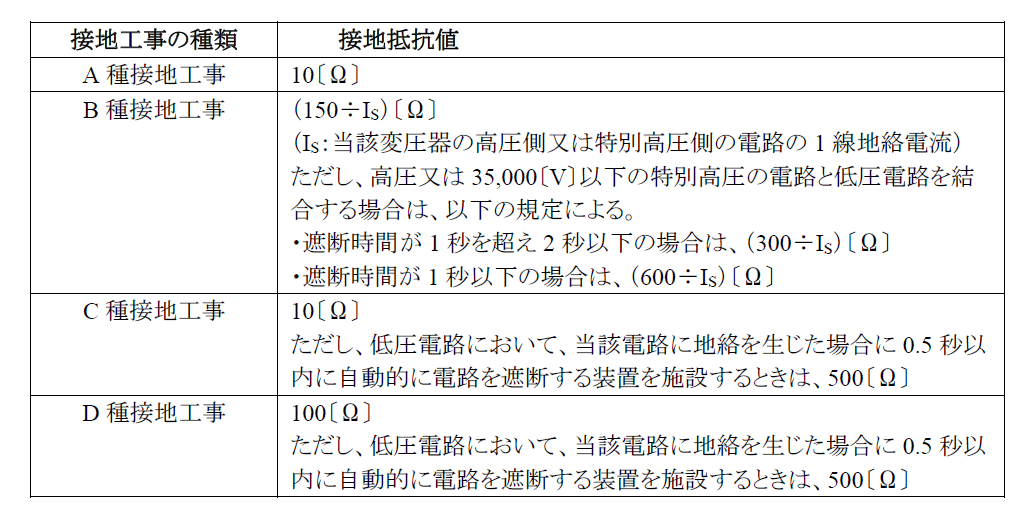 接地工事の種類
接地抵抗値
A 種接地工事
10〔Ω〕
B 種接地工事
(150÷IS)〔Ω〕
(IS:当該変圧器の高圧側又は特別高圧側の電路の 1 線地絡電流)
ただし、高圧又は 35,000〔V〕以下の特別高圧の電路と低圧電路を結
合する場合は、以下の規定による。
・遮断時間が 1 秒を超え 2 秒以下の場合は、(300÷IS)〔Ω〕
・遮断時間が 1 秒以下の場合は、(600÷IS)〔Ω〕
C 種接地工事
10〔Ω〕
ただし、低圧電路において、当該電路に地絡を生じた場合に 0.5 秒以
内に自動的に電路を遮断する装置を施設するときは、500〔Ω〕
D 種接地工事
100〔Ω〕
ただし、低圧電路において、当該電路に地絡を生じた場合に 0.5 秒以
内に自動的に電路を遮断する装置を施設するときは、500〔Ω〕